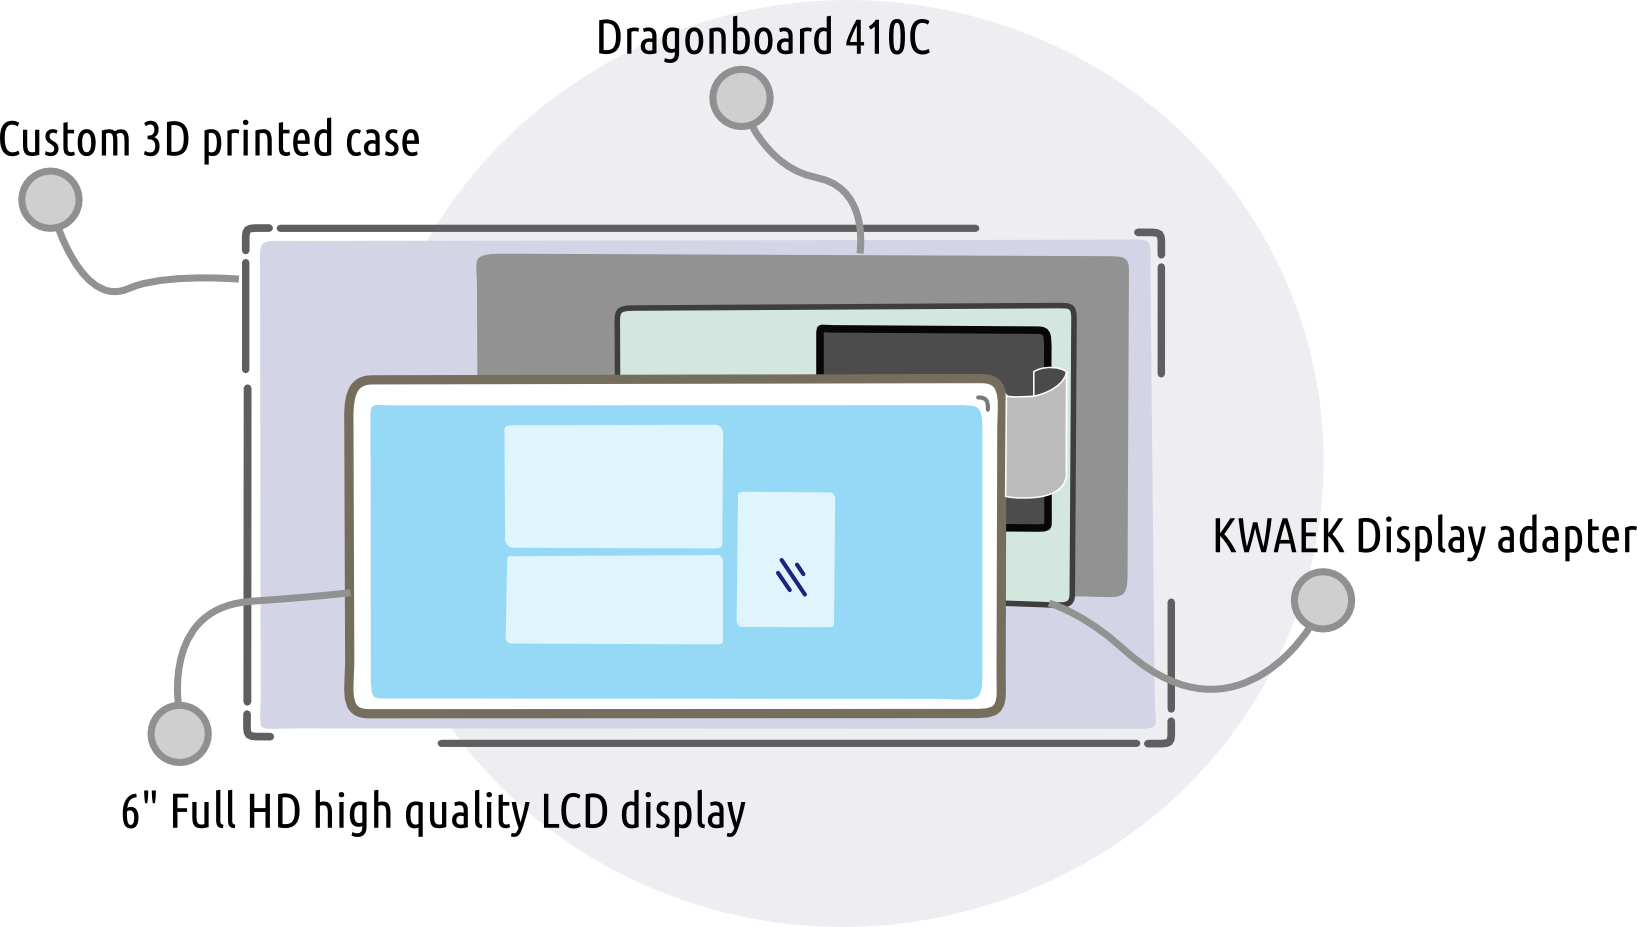 Dragonboard 410C
Custom 3D printed case
KWAEK Display adapter
6" Full HD high quality LCD display